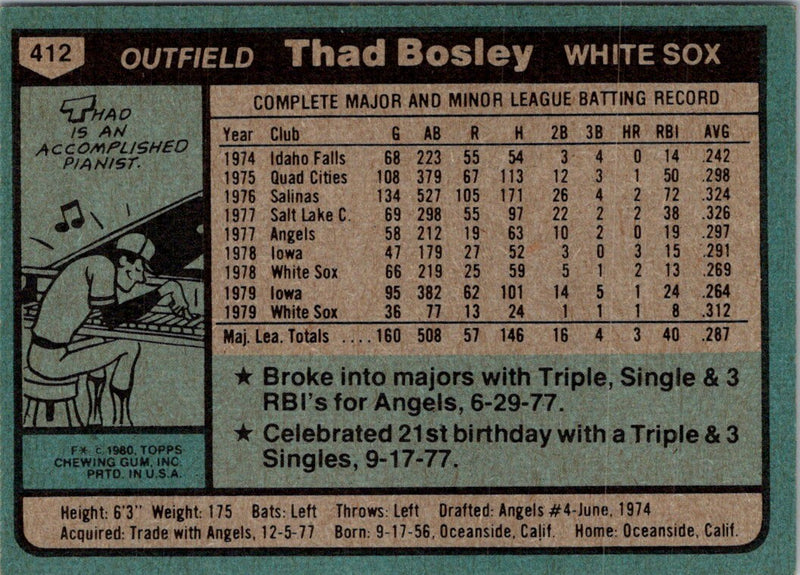 412 OUTFIELD Thad Bosley WHITE SOX
THAD
IS AN
ACCOMPLISHED
PIANIST.
F* © 1980, TOPPS
CHEWING GUM, INC.
PRTD. IN U.S.A.
COMPLETE MAJOR AND MINOR LEAGUE BATTING RECORD
Year Club G AB R H 2B 3B HR RBI AVG
1974 Idaho Falls 68 223 55 54 3 4 0 14 .242
1975 Quad Cities 108 379 67 113 12 3 1 50 .298
1976 Salinas 134 527 105 171 26 4 2 72 .324
1977 Salt Lake C. 69 298 55 97 22 2 2 38 .326
1977 Angels 58 212 19 63 10 2 0 19 .297
1978 Iowa 47 179 27 52 3 0 3 15 .291
1978 White Sox 66 219 25 59 5 1 2 13 .269
1979 Iowa 95 382 62 101 14 5 1 24 .264
1979 White Sox 36 77 13 24 1 1 1 8 .312
Maj. Lea. Totals .... 160 508 57 146 16 4 3 40 .287
★ Broke into majors with Triple, Single & 3
RBI's for Angels, 6-29-77.
★ Celebrated 21st birthday with a Triple & 3
Singles, 9-17-77.
Height: 6'3" Weight: 175 Bats: Left Throws: Left Drafted: Angels #4-June, 1974
Acquired: Trade with Angels, 12-5-77 Born: 9-17-56, Oceanside, Calif. Home: Oceanside, Calif.